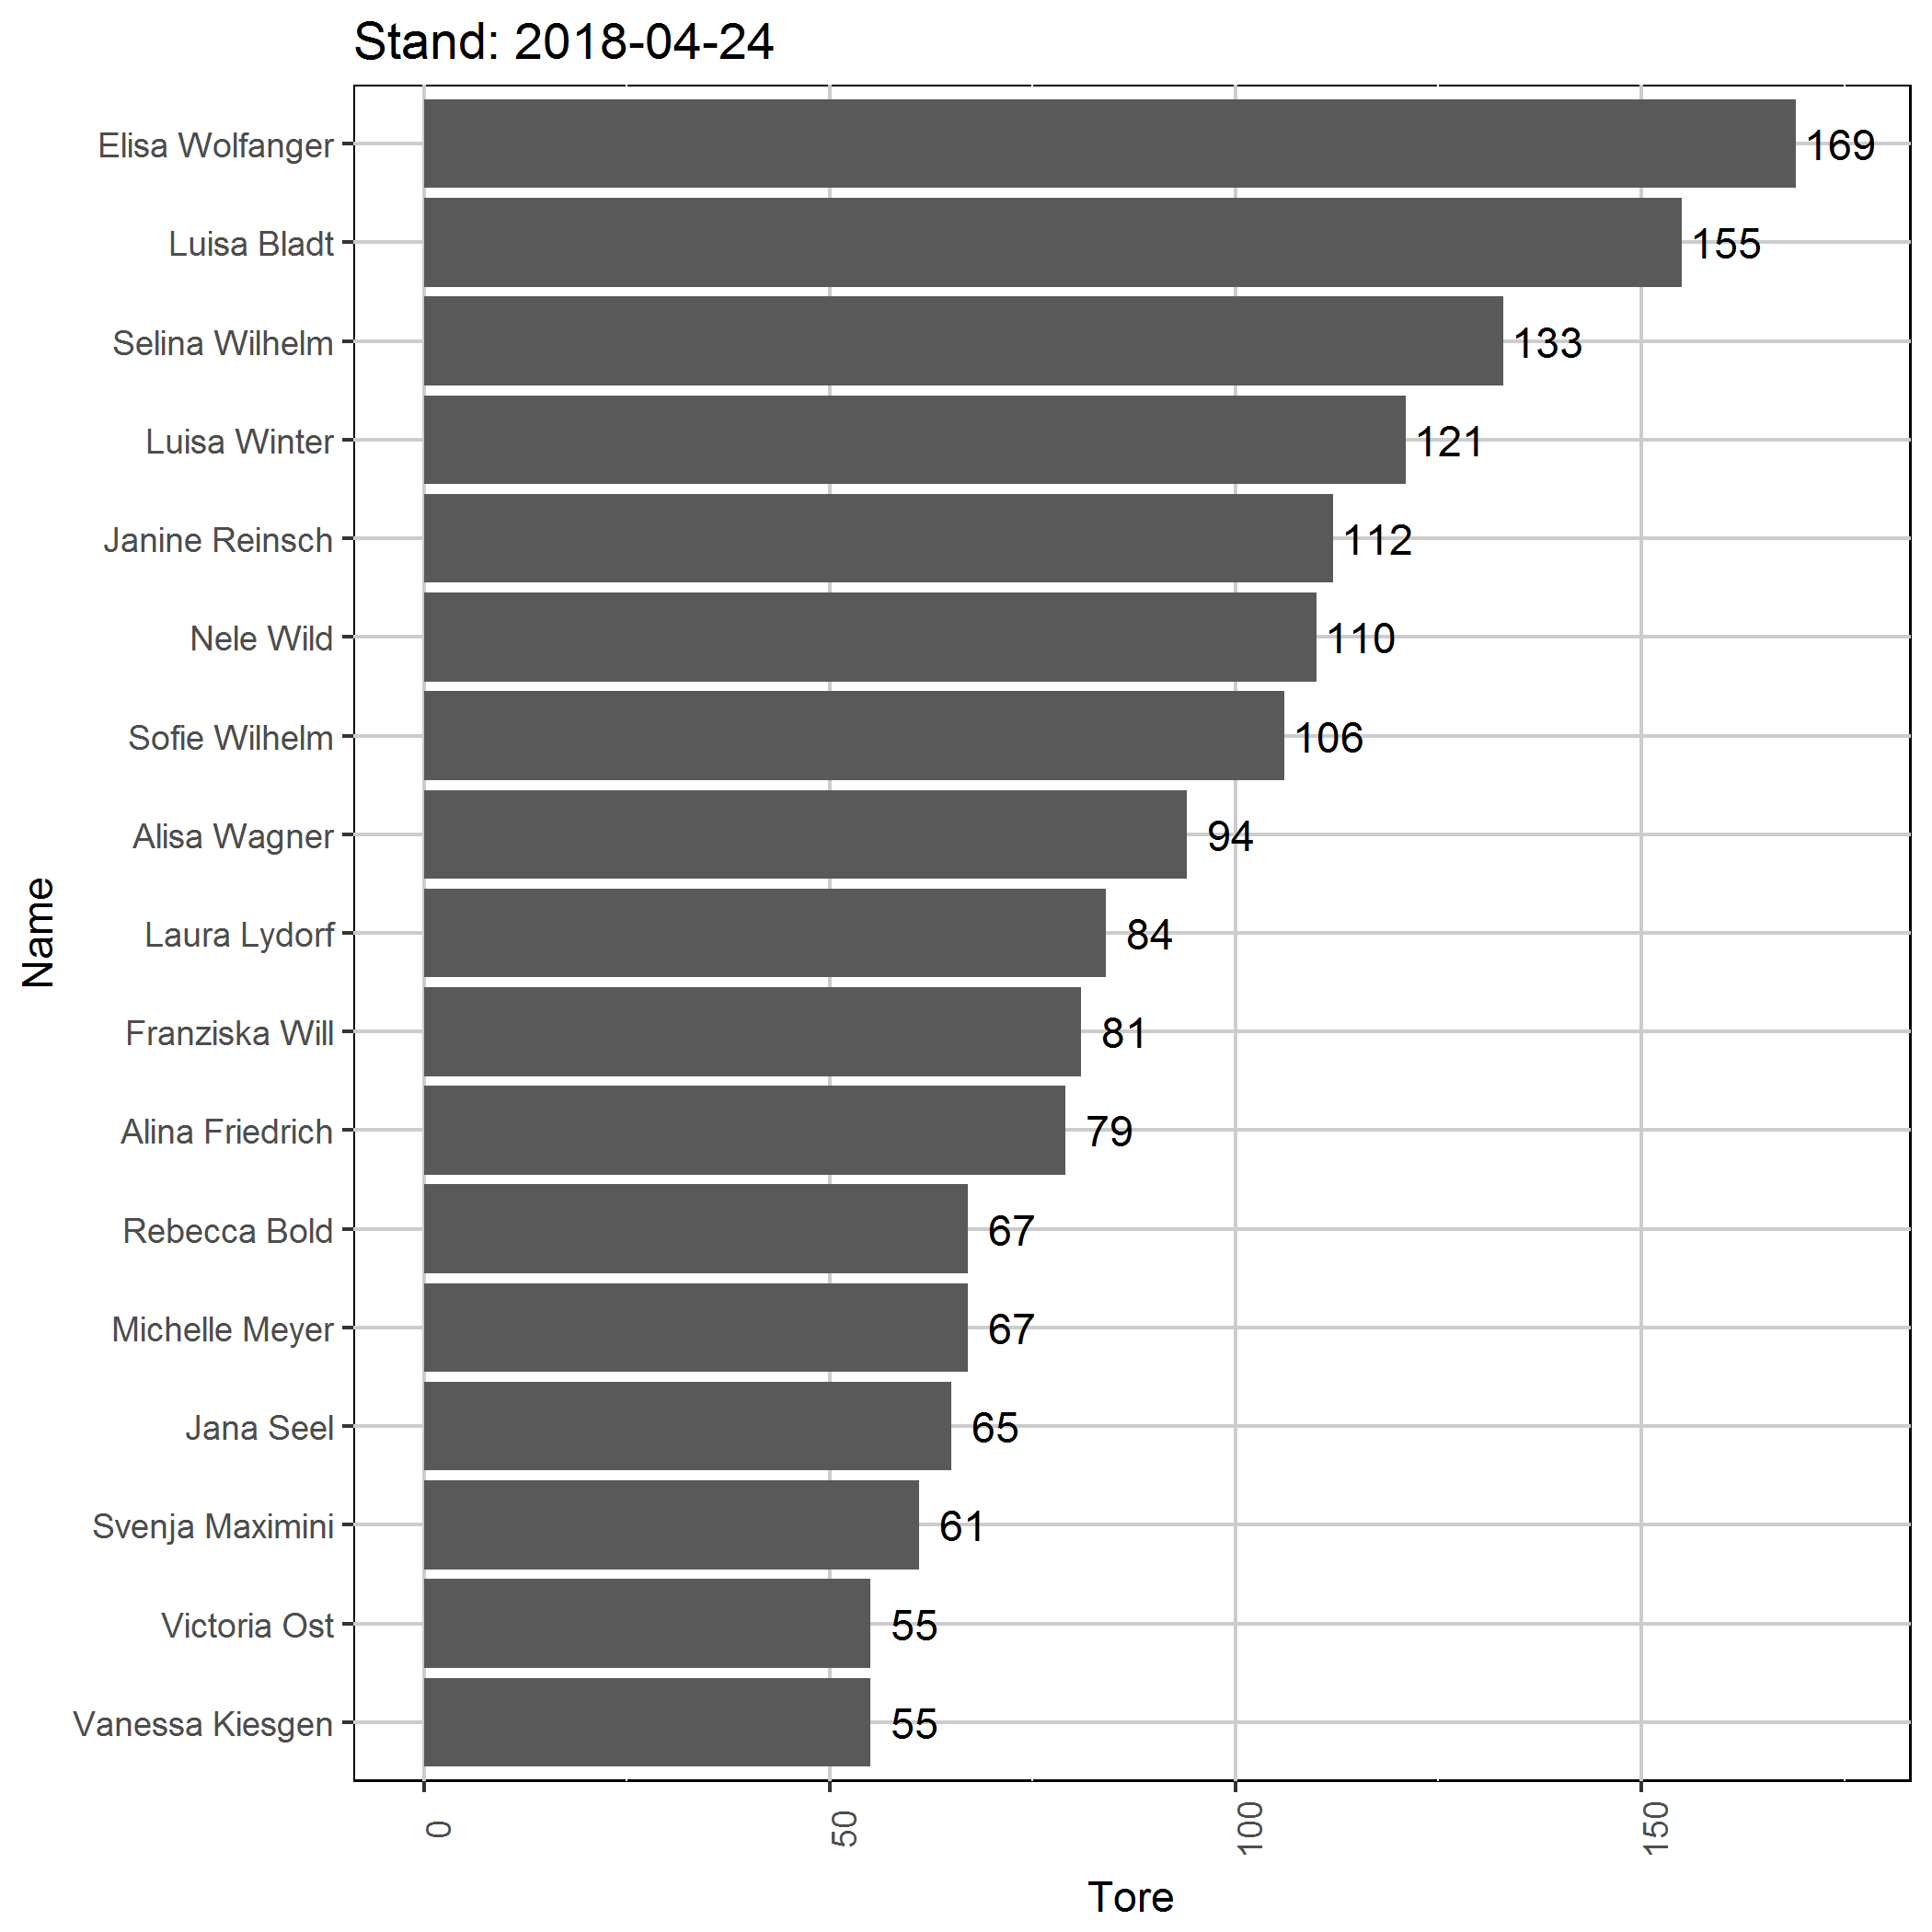 Stand: 2018-04-24
Elisa Wolfanger 169
Luisa Bladt 155
Selina Wilhelm 133
Luisa Winter 121
Janine Reinsch 112
Nele Wild 110
Sofie Wilhelm 106
Alisa Wagner 94
Laura Lydorf 84
Franziska Will 81
Alina Friedrich 79
Rebecca Bold 67
Michelle Meyer 67
Jana Seel 65
Svenja Maximini 61
Victoria Ost 55
Vanessa Kiesgen 55
Name
0 50 100 150
Tore